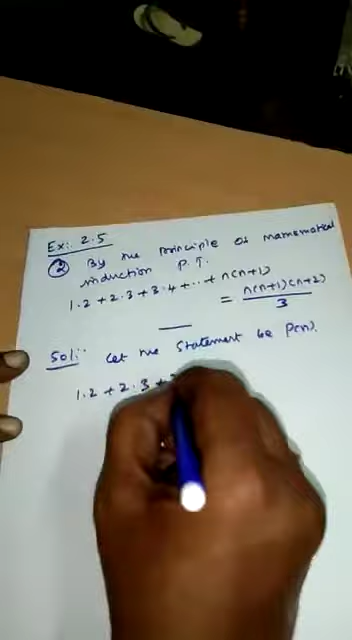 Ex:. 2.5
② By the Principle of mathematical
induction P.T.
1.2 + 2.3 + 3.4 + ... + n(n+1)
= n(n+1)(n+2)/3
Sol:. Let the Statement be P(n).
1.2 + 2.3 +